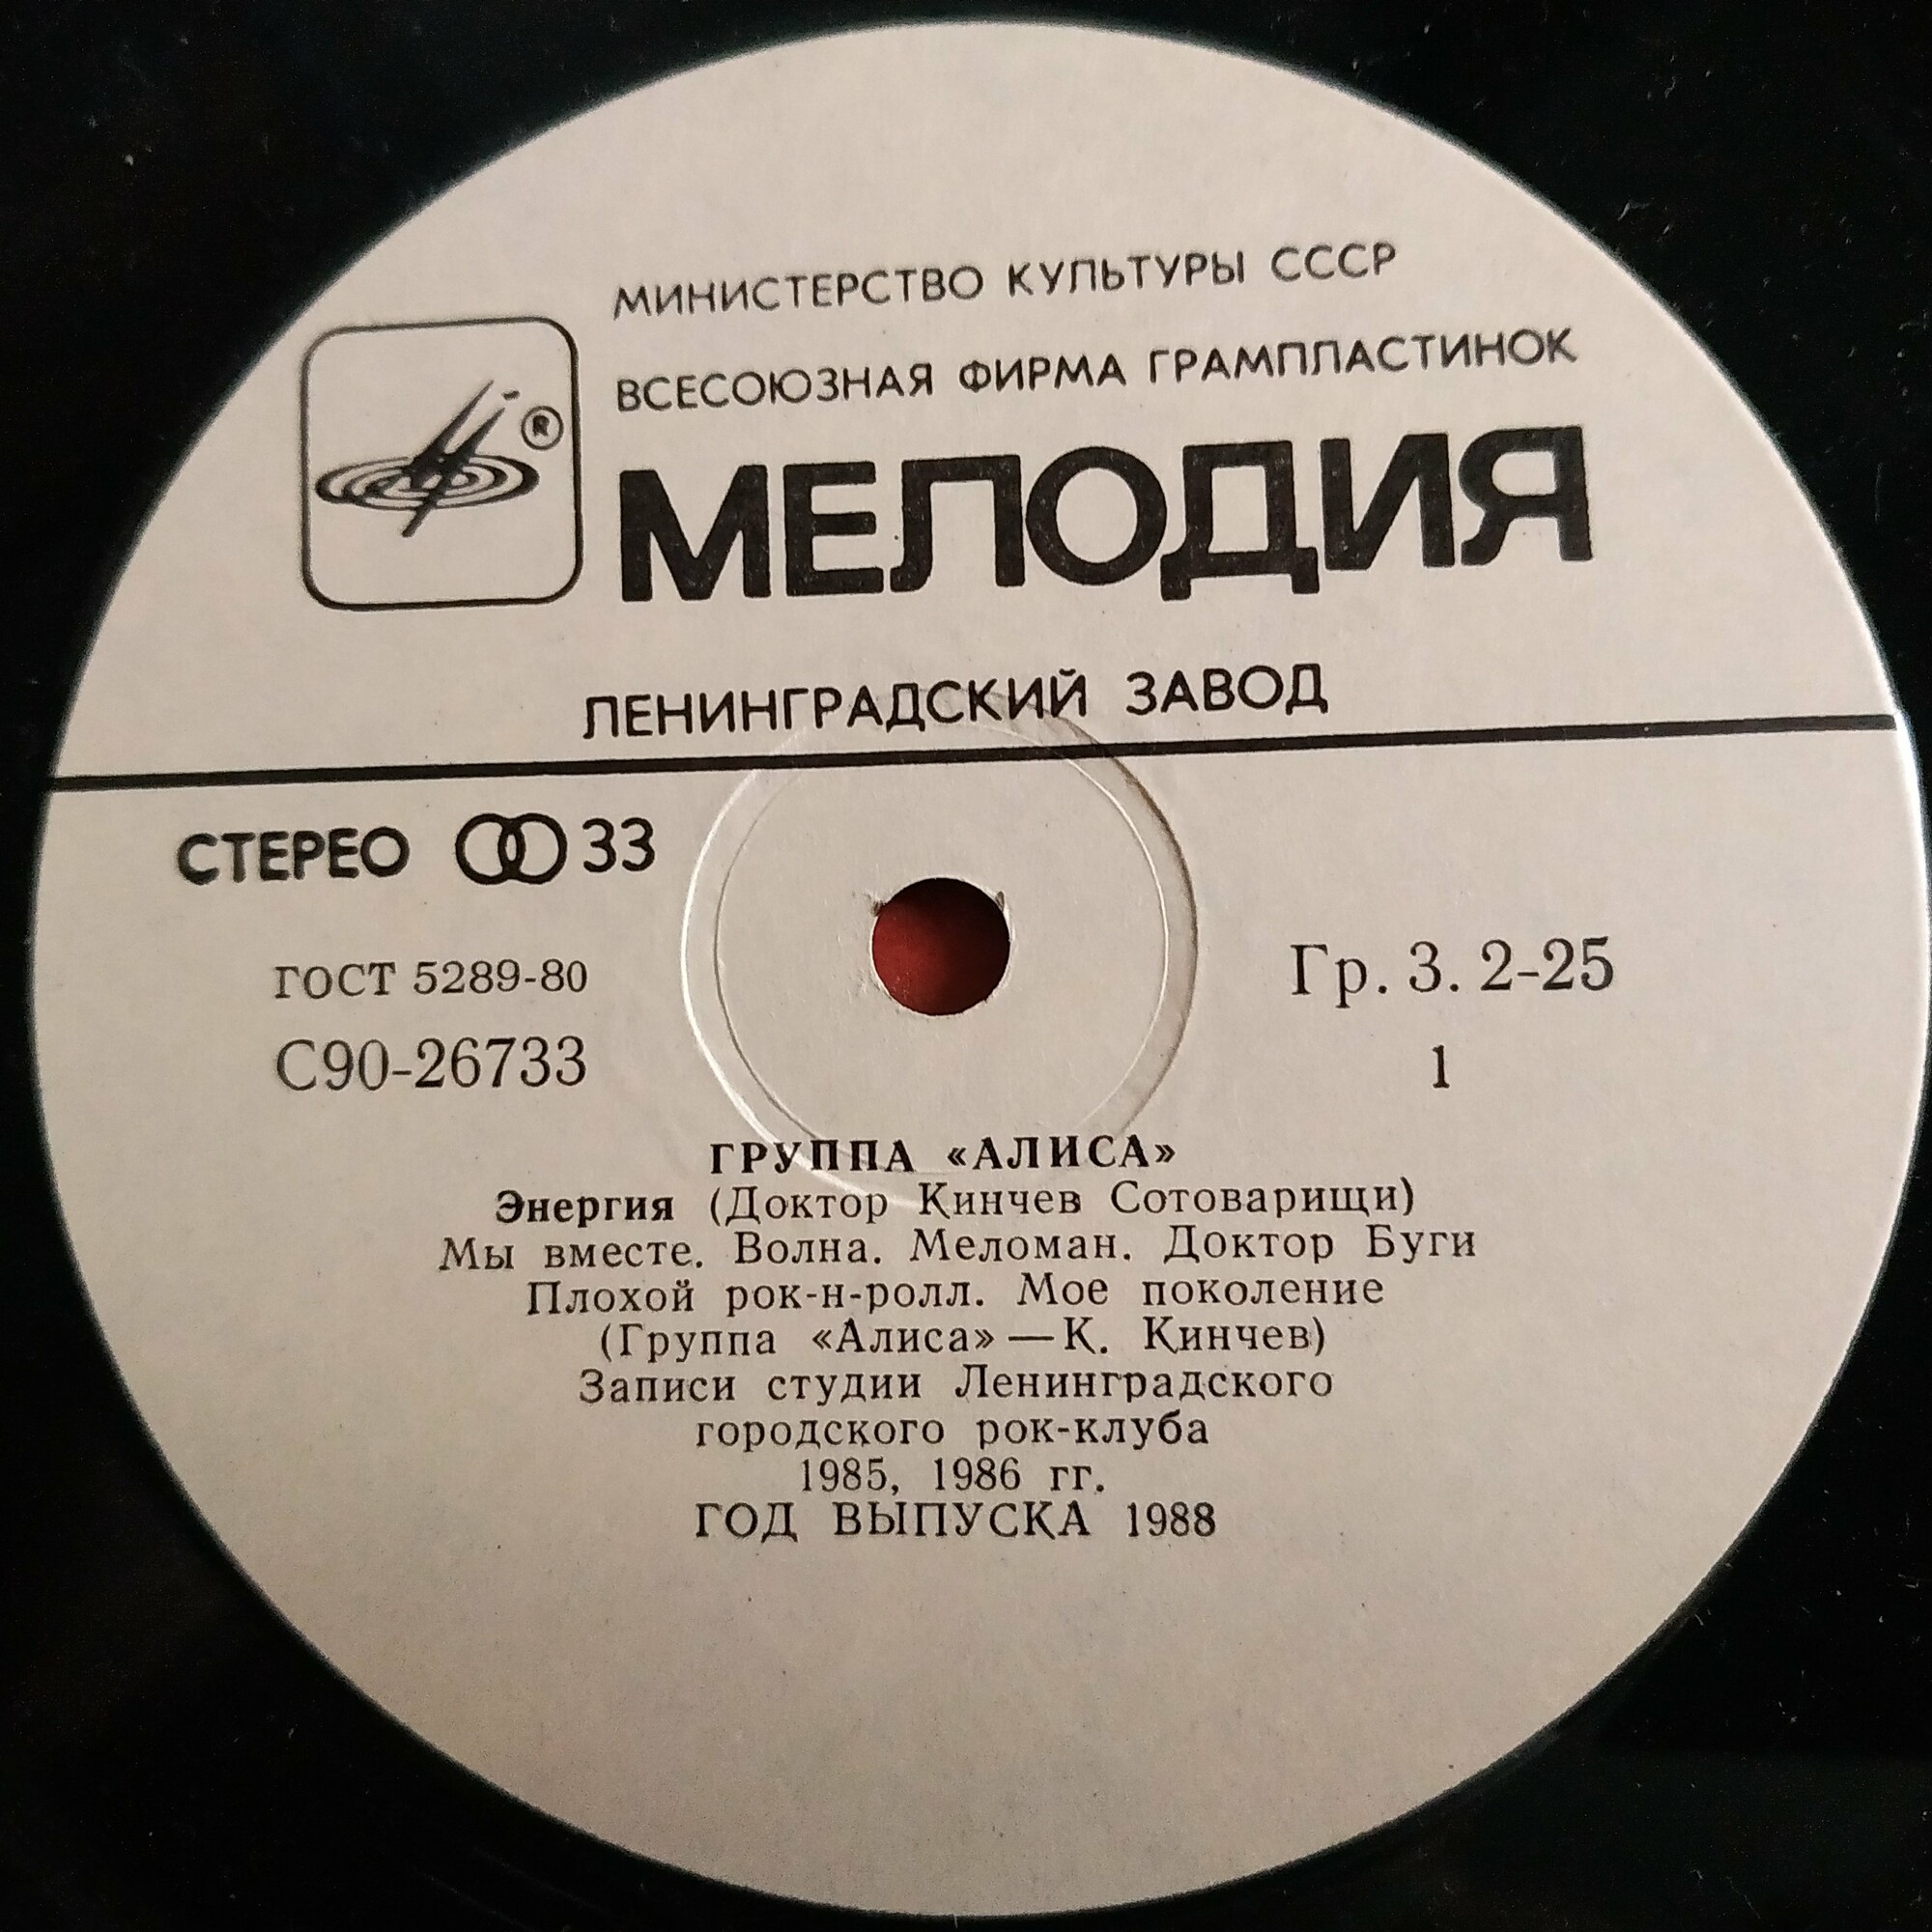 МИНИСТЕРСТВО КУЛЬТУРЫ СССР
ВСЕСОЮЗНАЯ ФИРМА ГРАМПЛАСТИНОК
®
МЕЛОДИЯ
ЛЕНИНГРАДСКИЙ ЗАВОД
СТЕРЕО 33
ГОСТ 5289-80
Гр. 3. 2-25
С90-26733
1
ГРУППА «АЛИСА»
Энергия (Доктор Кинчев Сотоварищи)
Мы вместе. Волна. Меломан. Доктор Буги
Плохой рок-н-ролл. Мое поколение
(Группа «Алиса» — К. Кинчев)
Записи студии Ленинградского
городского рок-клуба
1985, 1986 гг.
ГОД ВЫПУСКА 1988